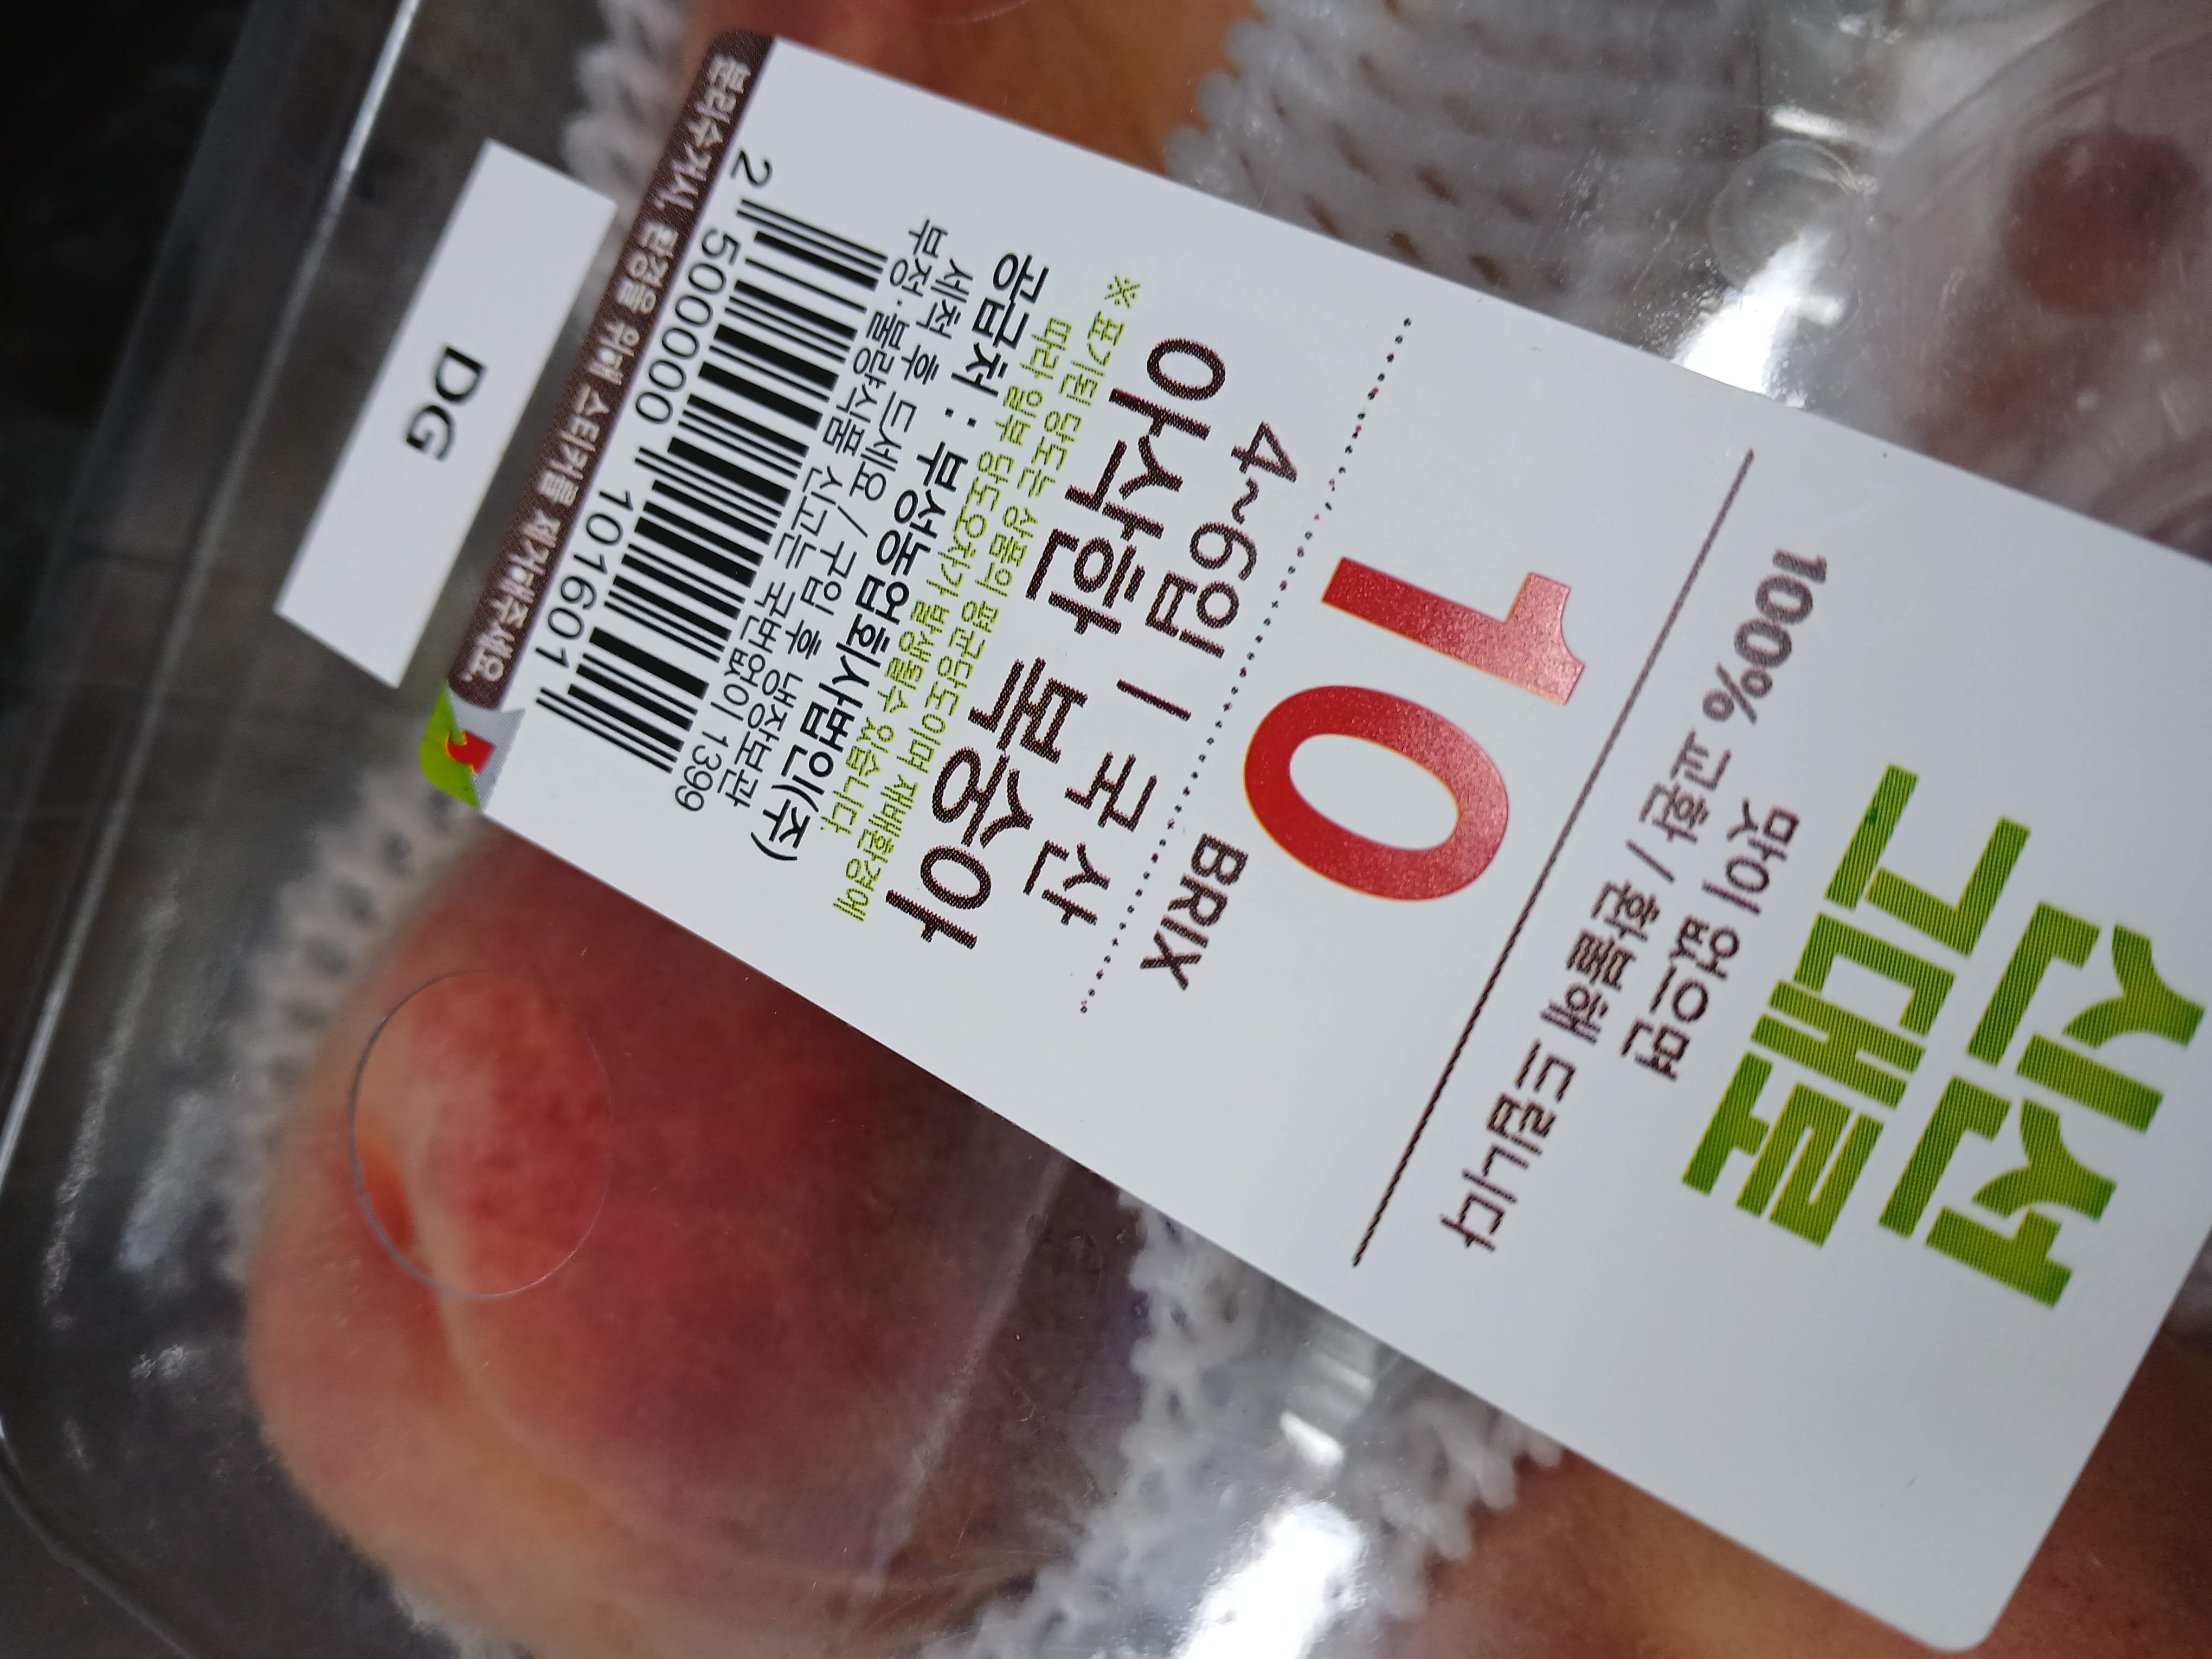 신선
그대로
맛이 없으면
100% 교환 / 환불해 드립니다
10 BRIX
4~6입 | 국산
아삭한 복숭아
※ 표기된 당도는 상품의 평균당도이며 재배환경에
따라 일부 당도오차가 발생될수 있습니다.
공급처 : 부성농업회사법인(주)
세척 후 드세요 / 구입 후 냉장보관
부정·불량식품 신고는 국번없이 1399
2 500000 101601
분리수거시, 환경을 위해 스티커를 제거해주세요.
DG